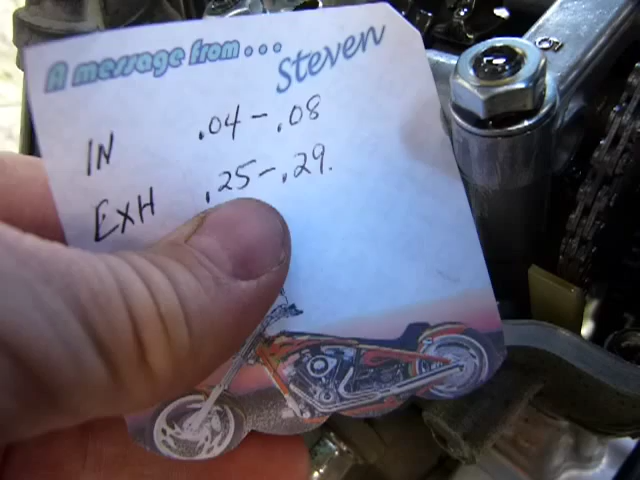 A message from...
Steven
IN .04-.08
EXH .25-.29.